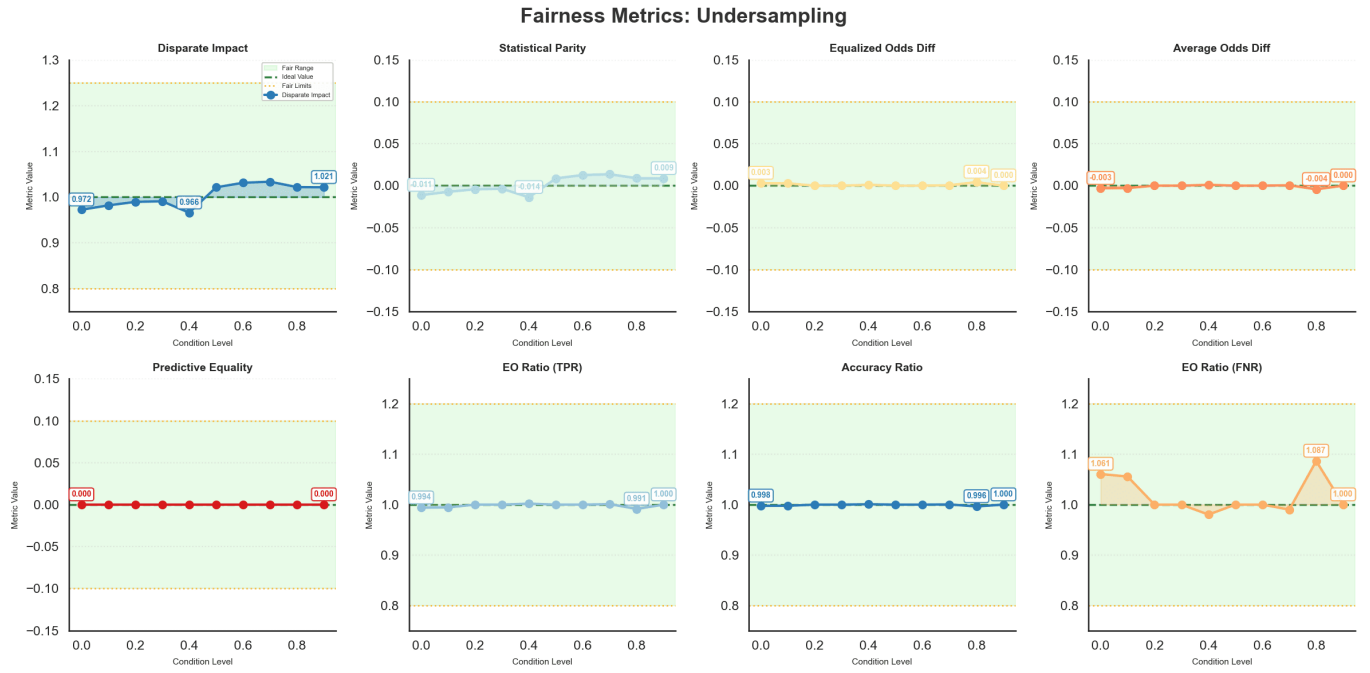 Fairness Metrics: Undersampling
Disparate Impact
Metric Value
1.3
1.2
1.1
1.0
0.9
0.8
Fair Range
Ideal Value
Fair Limits
Disparate Impact
0.972
0.966
1.021
0.0 0.2 0.4 0.6 0.8
Condition Level
Statistical Parity
Metric Value
0.15
0.10
0.05
0.00
−0.05
−0.10
−0.15
-0.011
-0.014
0.009
0.0 0.2 0.4 0.6 0.8
Condition Level
Equalized Odds Diff
Metric Value
0.15
0.10
0.05
0.00
−0.05
−0.10
−0.15
0.003
0.004
0.000
0.0 0.2 0.4 0.6 0.8
Condition Level
Average Odds Diff
Metric Value
0.15
0.10
0.05
0.00
−0.05
−0.10
−0.15
-0.003
-0.004
0.000
0.0 0.2 0.4 0.6 0.8
Condition Level
Predictive Equality
Metric Value
0.15
0.10
0.05
0.00
−0.05
−0.10
−0.15
0.000
0.000
0.0 0.2 0.4 0.6 0.8
Condition Level
EO Ratio (TPR)
Metric Value
1.2
1.1
1.0
0.9
0.8
0.994
0.991
1.000
0.0 0.2 0.4 0.6 0.8
Condition Level
Accuracy Ratio
Metric Value
1.2
1.1
1.0
0.9
0.8
0.998
0.996
1.000
0.0 0.2 0.4 0.6 0.8
Condition Level
EO Ratio (FNR)
Metric Value
1.2
1.1
1.0
0.9
0.8
1.061
1.087
1.000
0.0 0.2 0.4 0.6 0.8
Condition Level